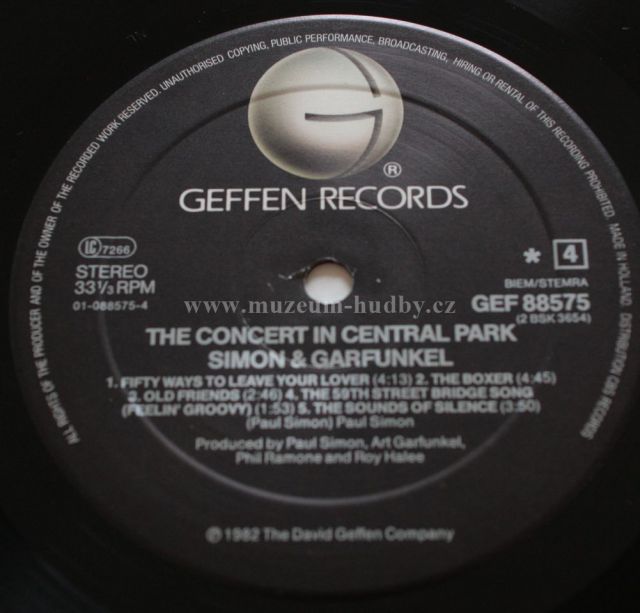 ALL RIGHTS OF THE PRODUCER AND OF THE OWNER OF THE RECORDED WORK RESERVED. UNAUTHORISED COPYING, PUBLIC PERFORMANCE, BROADCASTING, HIRING OR RENTAL OF THIS RECORDING PROHIBITED. MADE IN HOLLAND. DISTRIBUTION CBS RECORDS
G
®
GEFFEN RECORDS
LC 7266
STEREO
33 1/3 RPM
01-088575-4
* 4
BIEM/STEMRA
GEF 88575
(2 BSK 3654)
www.muzeum-hudby.cz
THE CONCERT IN CENTRAL PARK
SIMON & GARFUNKEL
1. FIFTY WAYS TO LEAVE YOUR LOVER (4:13) 2. THE BOXER (4:45)
3. OLD FRIENDS (2:46) 4. THE 59TH STREET BRIDGE SONG
(FEELIN' GROOVY) (1:53) 5. THE SOUNDS OF SILENCE (3:50)
(Paul Simon) Paul Simon
Produced by Paul Simon, Art Garfunkel,
Phil Ramone and Roy Halee
℗ 1982 The David Geffen Company